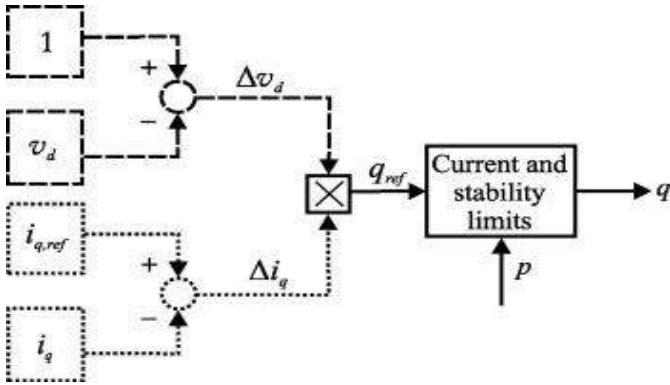 1
+
Δv_d
−
v_d
q_ref
Current and
stability
limits
q
i_q,ref
+
Δi_q
p
−
i_q